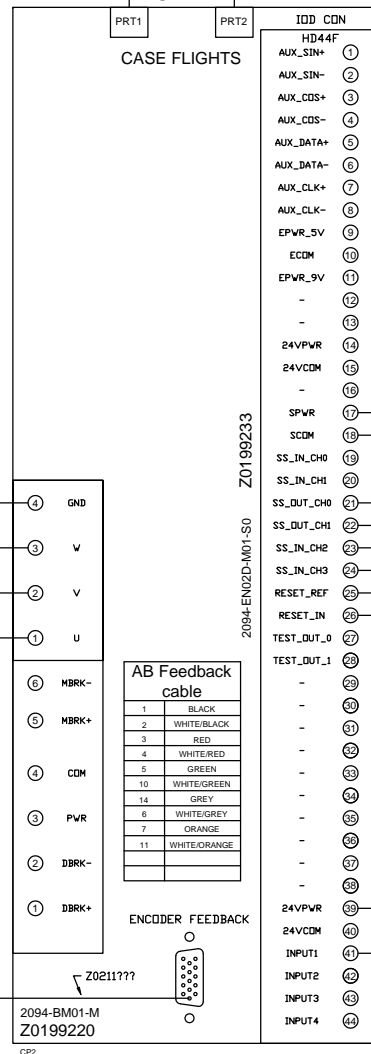 PRT1
PRT2
CASE FLIGHTS
IOD CON
HD44F
AUX_SIN+ 1
AUX_SIN- 2
AUX_COS+ 3
AUX_COS- 4
AUX_DATA+ 5
AUX_DATA- 6
AUX_CLK+ 7
AUX_CLK- 8
EPWR_5V 9
ECOM 10
EPWR_9V 11
- 12
- 13
24VPWR 14
24VCOM 15
- 16
SPWR 17
SCOM 18
SS_IN_CH0 19
SS_IN_CH1 20
SS_OUT_CH0 21
SS_OUT_CH1 22
SS_IN_CH2 23
SS_IN_CH3 24
RESET_REF 25
RESET_IN 26
TEST_OUT_0 27
TEST_OUT_1 28
- 29
- 30
- 31
- 32
- 33
- 34
- 35
- 36
- 37
- 38
24VPWR 39
24VCOM 40
INPUT1 41
INPUT2 42
INPUT3 43
INPUT4 44
Z0199233
2094-EN02D-M01-S0
4 GND
3 W
2 V
1 U
6 MBRK-
5 MBRK+
4 COM
3 PWR
2 DBRK-
1 DBRK+
AB Feedback
cable
1 BLACK
2 WHITE/BLACK
3 RED
4 WHITE/RED
5 GREEN
10 WHITE/GREEN
14 GREY
6 WHITE/GREY
7 ORANGE
11 WHITE/ORANGE
ENCODER FEEDBACK
Z0211???
2094-BM01-M
Z0199220
CP2